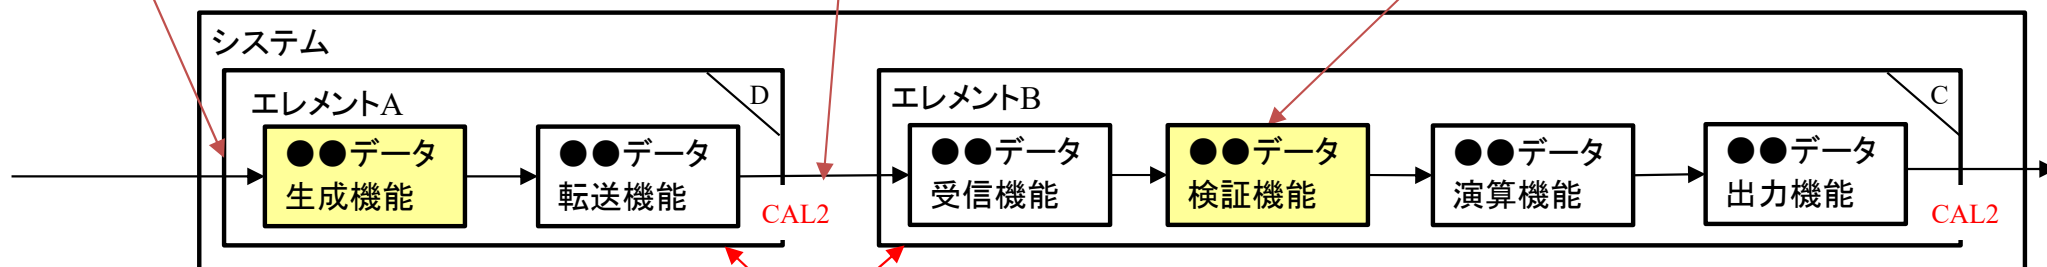 システム
エレメントA
D
●●データ
生成機能
●●データ
転送機能
CAL2
エレメントB
C
●●データ
受信機能
●●データ
検証機能
●●データ
演算機能
●●データ
出力機能
CAL2